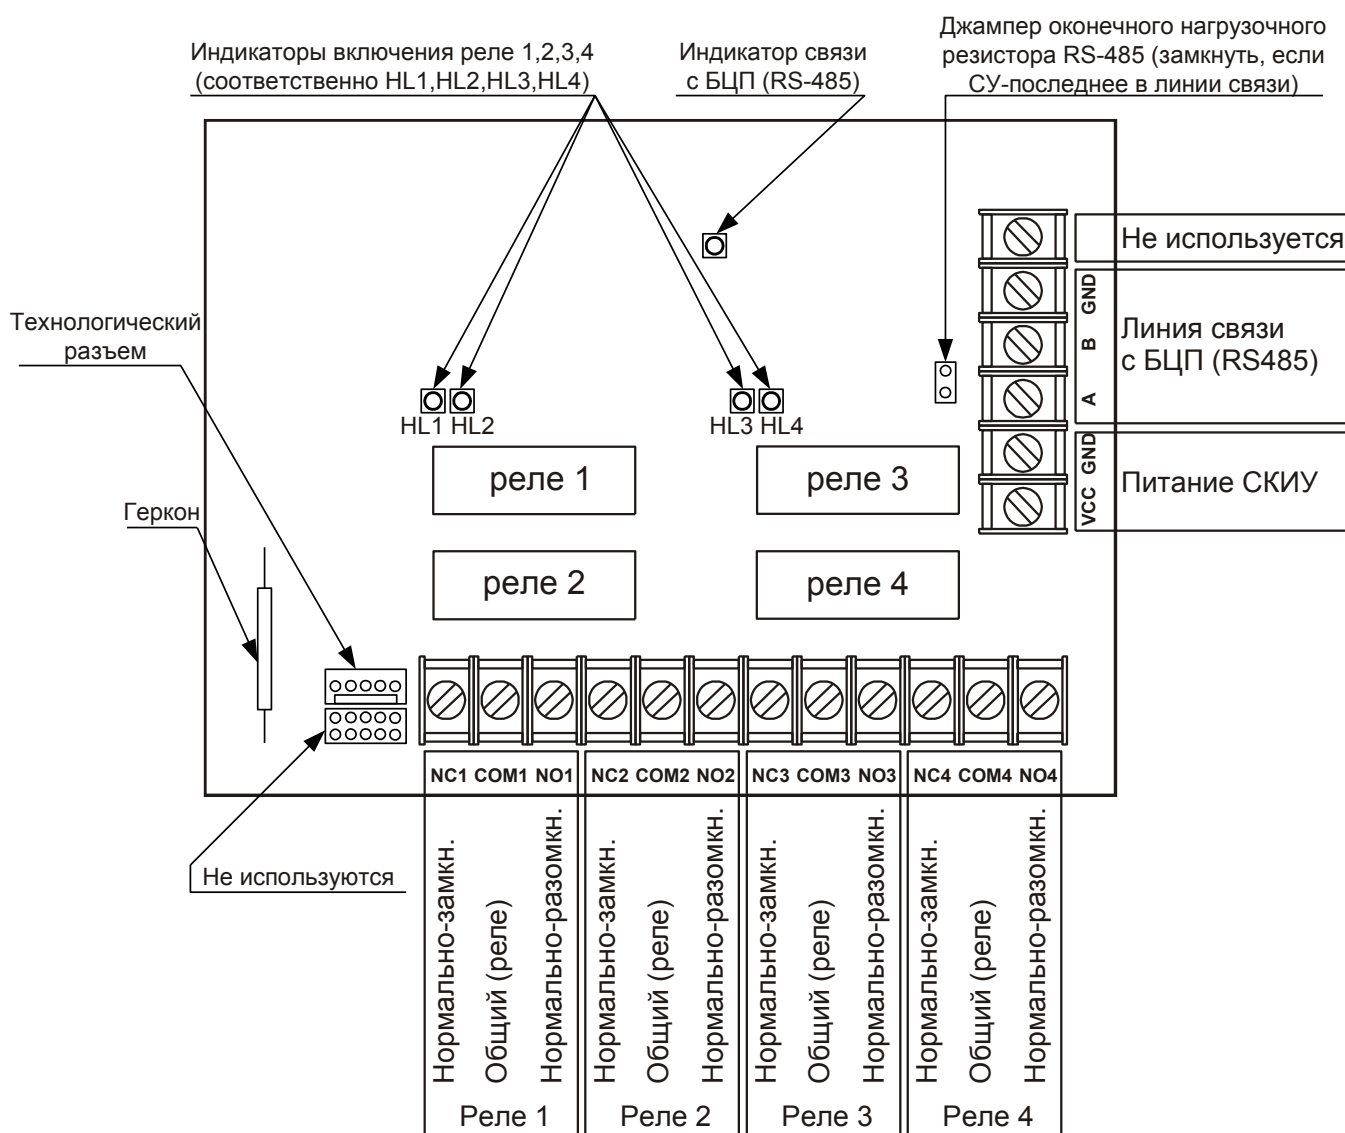 Индикаторы включения реле 1,2,3,4
(соответственно HL1,HL2,HL3,HL4)
Индикатор связи
с БЦП (RS-485)
Джампер оконечного нагрузочного
резистора RS-485 (замкнуть, если
СУ-последнее в линии связи)
Не используется
GND
B
A
Линия связи
с БЦП (RS485)
GND
VCC
Питание СКИУ
Технологический
разъем
HL1 HL2
HL3 HL4
реле 1
реле 3
Геркон
реле 2
реле 4
NC1 COM1 NO1
NC2 COM2 NO2
NC3 COM3 NO3
NC4 COM4 NO4
Не используются
Нормально-замкн.
Общий (реле)
Нормально-разомкн.
Нормально-замкн.
Общий (реле)
Нормально-разомкн.
Нормально-замкн.
Общий (реле)
Нормально-разомкн.
Нормально-замкн.
Общий (реле)
Нормально-разомкн.
Реле 1
Реле 2
Реле 3
Реле 4